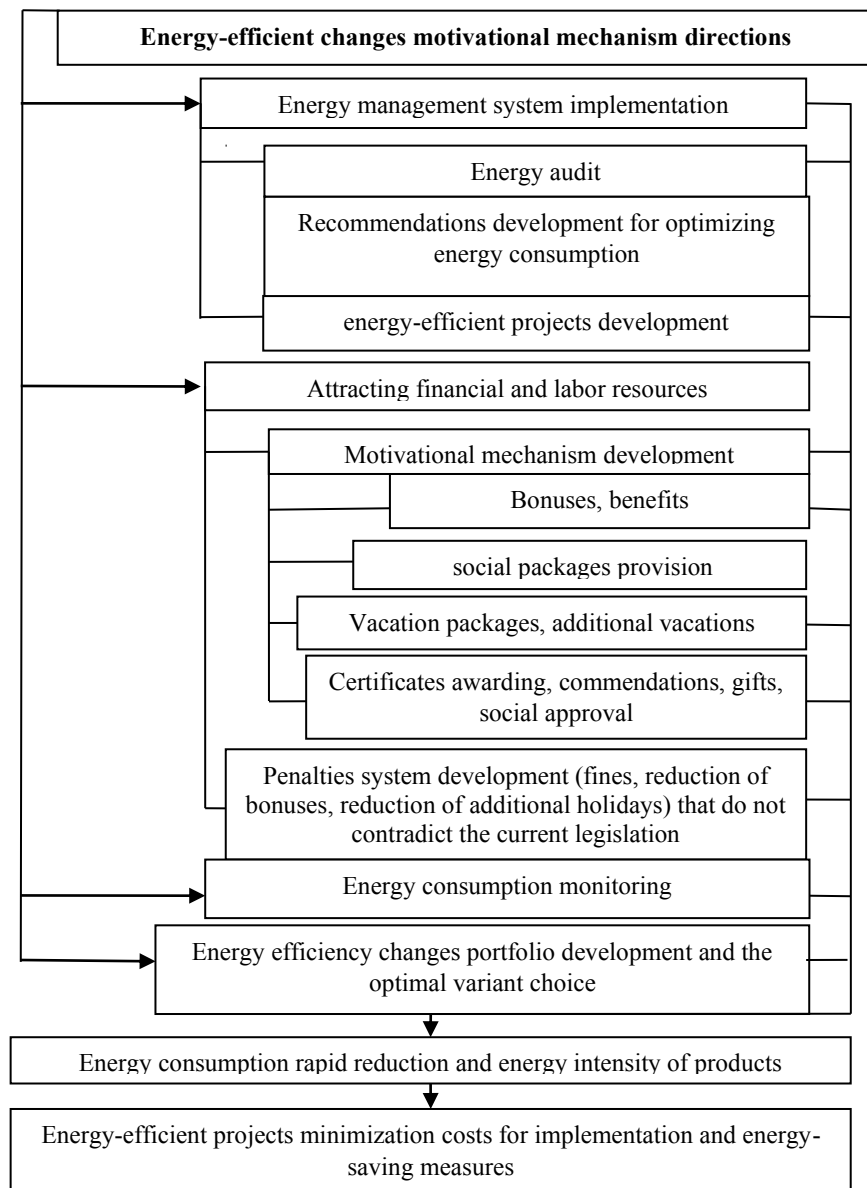 Energy-efficient changes motivational mechanism directions
Energy management system implementation
Energy audit
Recommendations development for optimizing
energy consumption
energy-efficient projects development
Attracting financial and labor resources
Motivational mechanism development
Bonuses, benefits
social packages provision
Vacation packages, additional vacations
Certificates awarding, commendations, gifts,
social approval
Penalties system development (fines, reduction of
bonuses, reduction of additional holidays) that do not
contradict the current legislation
Energy consumption monitoring
Energy efficiency changes portfolio development and the
optimal variant choice
Energy consumption rapid reduction and energy intensity of products
Energy-efficient projects minimization costs for implementation and energy-
saving measures